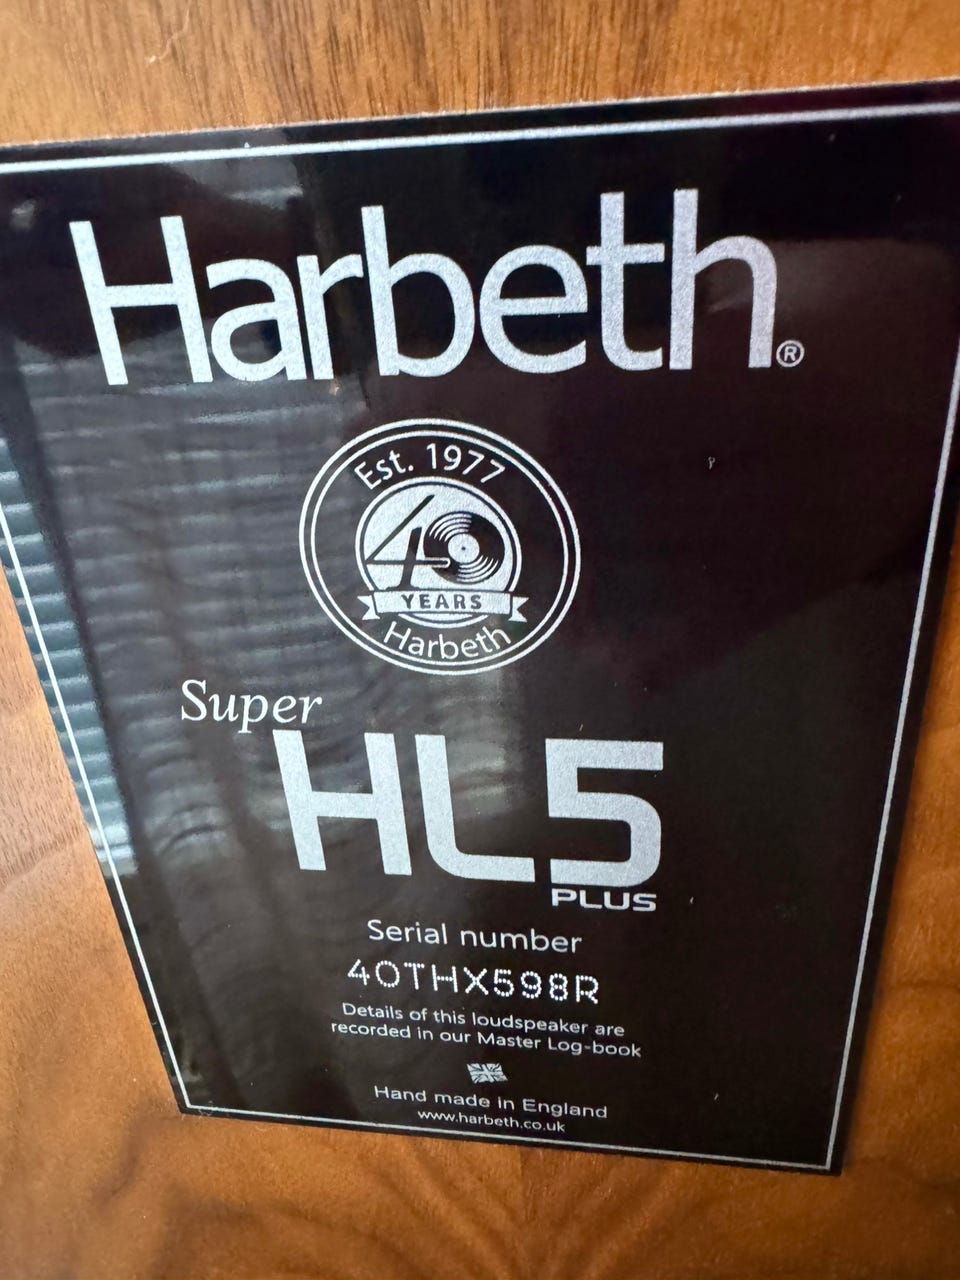 Harbeth®
Est. 1977
40
YEARS
Harbeth
Super
HL5
PLUS
Serial number
40THX598R
Details of this loudspeaker are
recorded in our Master Log-book
Hand made in England
www.harbeth.co.uk